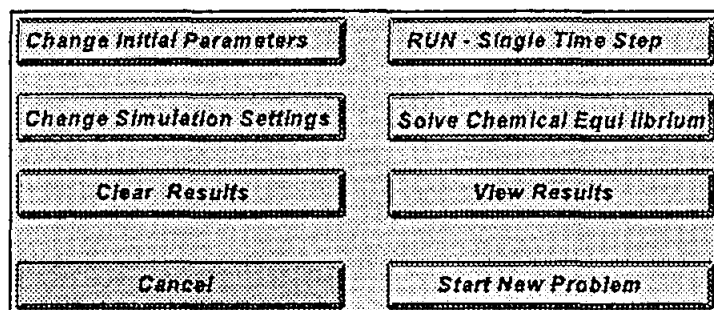 Change Initial Parameters
RUN - Single Time Step
Change Simulation Settings
Solve Chemical Equilibrium
Clear Results
View Results
Cancel
Start New Problem